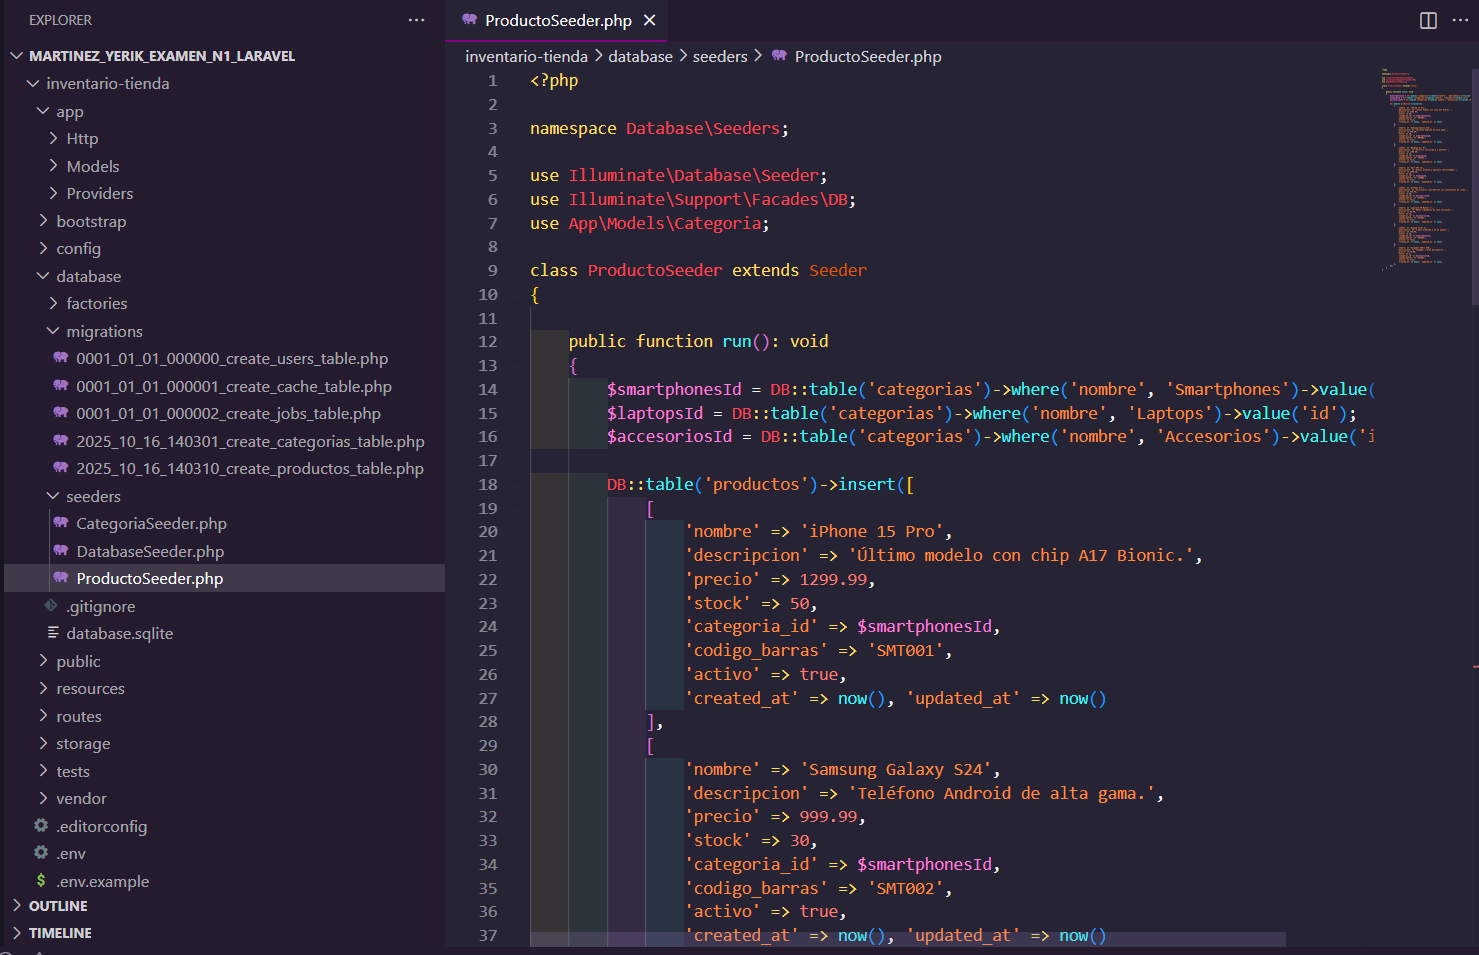 EXPLORER
MARTINEZ_YERIK_EXAMEN_N1_LARAVEL
inventario-tienda
app
Http
Models
Providers
bootstrap
config
database
factories
migrations
0001_01_01_000000_create_users_table.php
0001_01_01_000001_create_cache_table.php
0001_01_01_000002_create_jobs_table.php
2025_10_16_140301_create_categorias_table.php
2025_10_16_140310_create_productos_table.php
seeders
CategoriaSeeder.php
DatabaseSeeder.php
ProductoSeeder.php
.gitignore
database.sqlite
public
resources
routes
storage
tests
vendor
.editorconfig
.env
$ .env.example
OUTLINE
TIMELINE
ProductoSeeder.php
inventario-tienda > database > seeders > ProductoSeeder.php
1 <?php
2
3 namespace Database\Seeders;
4
5 use Illuminate\Database\Seeder;
6 use Illuminate\Support\Facades\DB;
7 use App\Models\Categoria;
8
9 class ProductoSeeder extends Seeder
10 {
11
12 public function run(): void
13 {
14 $smartphonesId = DB::table('categorias')->where('nombre', 'Smartphones')->value(
15 $laptopsId = DB::table('categorias')->where('nombre', 'Laptops')->value('id');
16 $accesoriosId = DB::table('categorias')->where('nombre', 'Accesorios')->value('i
17
18 DB::table('productos')->insert([
19 [
20 'nombre' => 'iPhone 15 Pro',
21 'descripcion' => 'Último modelo con chip A17 Bionic.',
22 'precio' => 1299.99,
23 'stock' => 50,
24 'categoria_id' => $smartphonesId,
25 'codigo_barras' => 'SMT001',
26 'activo' => true,
27 'created_at' => now(), 'updated_at' => now()
28 ],
29 [
30 'nombre' => 'Samsung Galaxy S24',
31 'descripcion' => 'Teléfono Android de alta gama.',
32 'precio' => 999.99,
33 'stock' => 30,
34 'categoria_id' => $smartphonesId,
35 'codigo_barras' => 'SMT002',
36 'activo' => true,
37 'created_at' => now(), 'updated_at' => now()